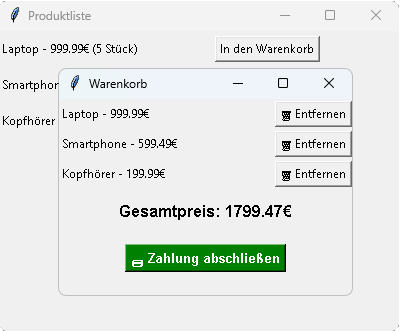 Produktliste
Laptop - 999.99€ (5 Stück)
In den Warenkorb
Smartphon
Kopfhörer
Warenkorb
Laptop - 999.99€
Entfernen
Smartphone - 599.49€
Entfernen
Kopfhörer - 199.99€
Entfernen
Gesamtpreis: 1799.47€
Zahlung abschließen